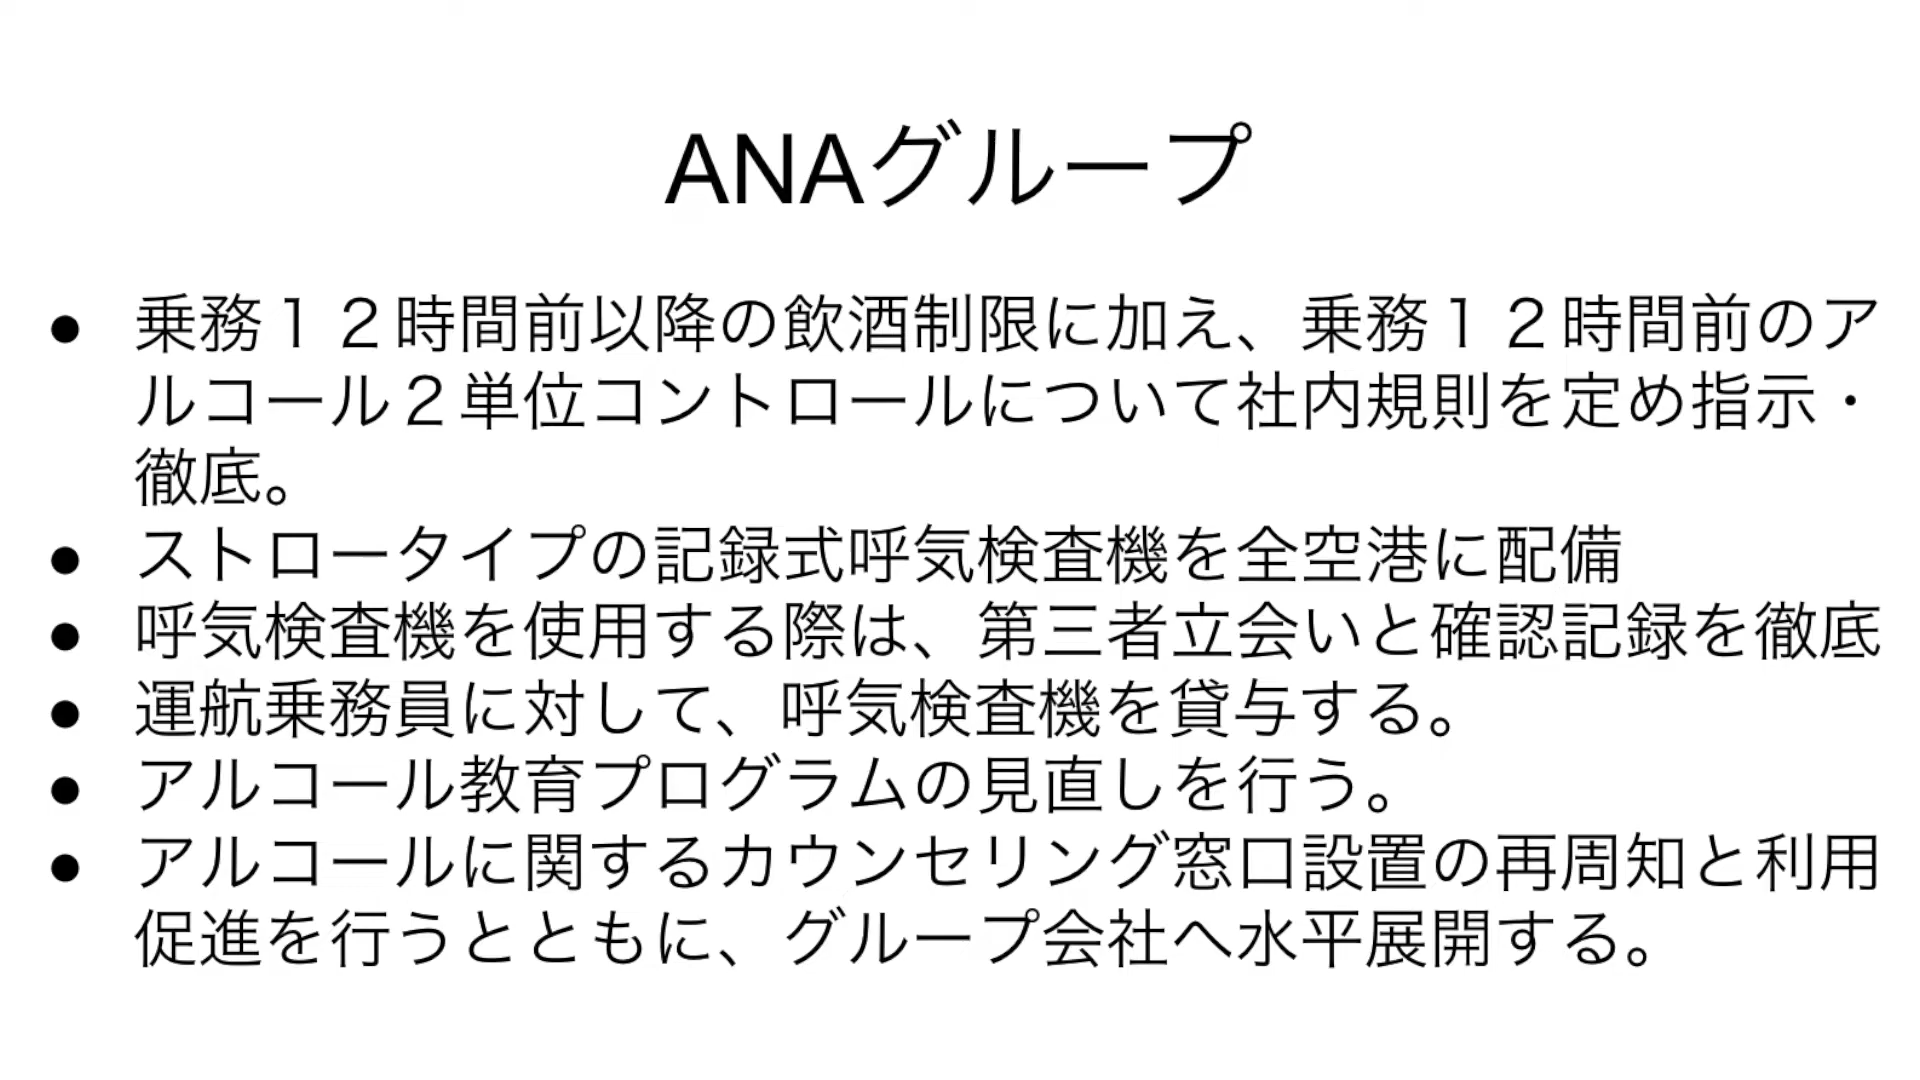 ANAグループ
● 乗務１２時間前以降の飲酒制限に加え、乗務１２時間前のア
ルコール２単位コントロールについて社内規則を定め指示・
徹底。
● ストロータイプの記録式呼気検査機を全空港に配備
● 呼気検査機を使用する際は、第三者立会いと確認記録を徹底
● 運航乗務員に対して、呼気検査機を貸与する。
● アルコール教育プログラムの見直しを行う。
● アルコールに関するカウンセリング窓口設置の再周知と利用
促進を行うとともに、グループ会社へ水平展開する。